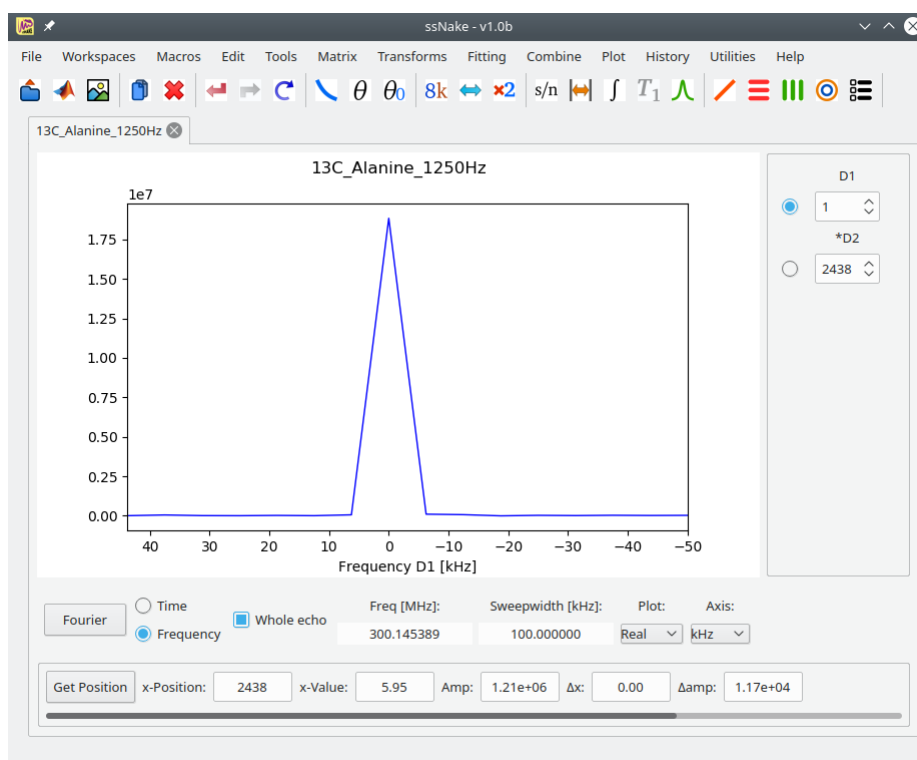 ssNake - v1.0b
File Workspaces Macros Edit Tools Matrix Transforms Fitting Combine Plot History Utilities Help
θ θ0 8k ×2 s/n ∫ T1
13C_Alanine_1250Hz
13C_Alanine_1250Hz
1e7
1.75
1.50
1.25
1.00
0.75
0.50
0.25
0.00
40 30 20 10 0 −10 −20 −30 −40 −50
Frequency D1 [kHz]
D1
1
*D2
2438
Fourier
Time
Frequency
Whole echo
Freq [MHz]: Sweepwidth [kHz]: Plot: Axis:
300.145389 100.000000 Real kHz
Get Position x-Position: 2438 x-Value: 5.95 Amp: 1.21e+06 Δx: 0.00 Δamp: 1.17e+04